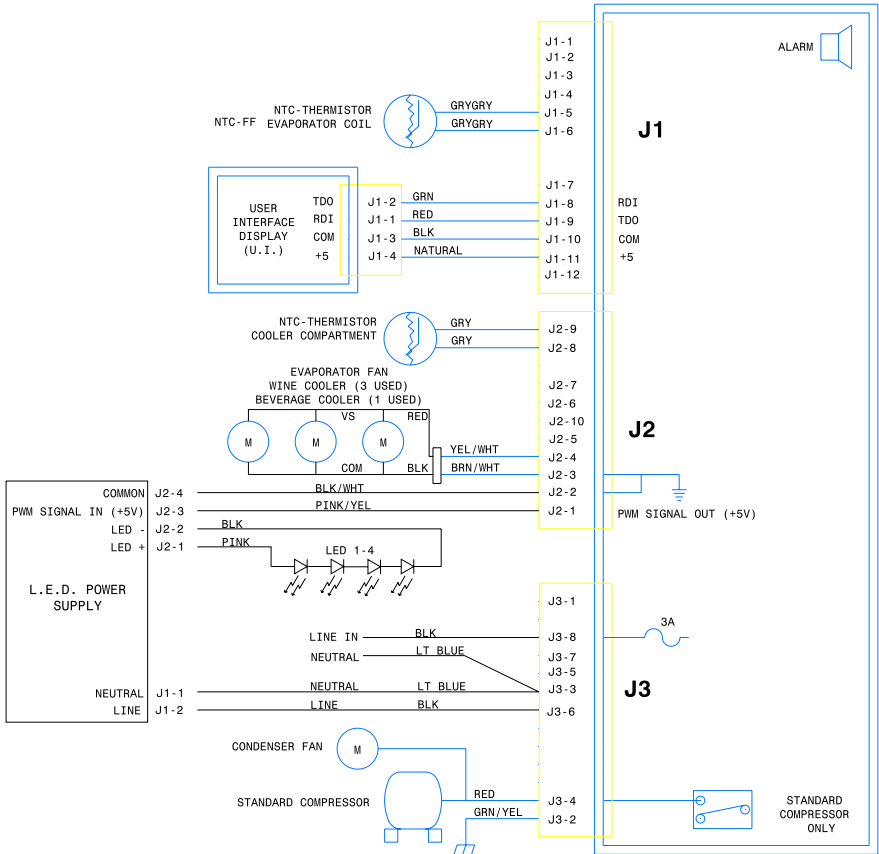 J1-1
ALARM
J1-2
J1-3
J1-4
NTC-FF
NTC-THERMISTOR
EVAPORATOR COIL
GRYGRY
J1-5
GRYGRY
J1-6
J1
J1-7
USER
INTERFACE
DISPLAY
(U.I.)
TDO J1-2 GRN J1-8 RDI
RDI J1-1 RED J1-9 TDO
COM J1-3 BLK J1-10 COM
+5 J1-4 NATURAL J1-11 +5
J1-12
NTC-THERMISTOR
COOLER COMPARTMENT
GRY J2-9
GRY J2-8
EVAPORATOR FAN
WINE COOLER (3 USED)
BEVERAGE COOLER (1 USED)
VS RED
M M M
COM BLK
J2-7
J2-6
J2-10
J2-5
J2
YEL/WHT J2-4
BRN/WHT J2-3
COMMON J2-4 BLK/WHT J2-2
PWM SIGNAL IN (+5V) J2-3 PINK/YEL J2-1
PWM SIGNAL OUT (+5V)
LED - J2-2 BLK
LED + J2-1 PINK
LED 1-4
L.E.D. POWER
SUPPLY
J3-1
3A
LINE IN BLK J3-8
NEUTRAL LT BLUE J3-7
J3-5
J3
NEUTRAL J1-1 NEUTRAL LT BLUE J3-3
LINE J1-2 LINE BLK J3-6
CONDENSER FAN M
STANDARD COMPRESSOR
RED J3-4
GRN/YEL J3-2
STANDARD
COMPRESSOR
ONLY